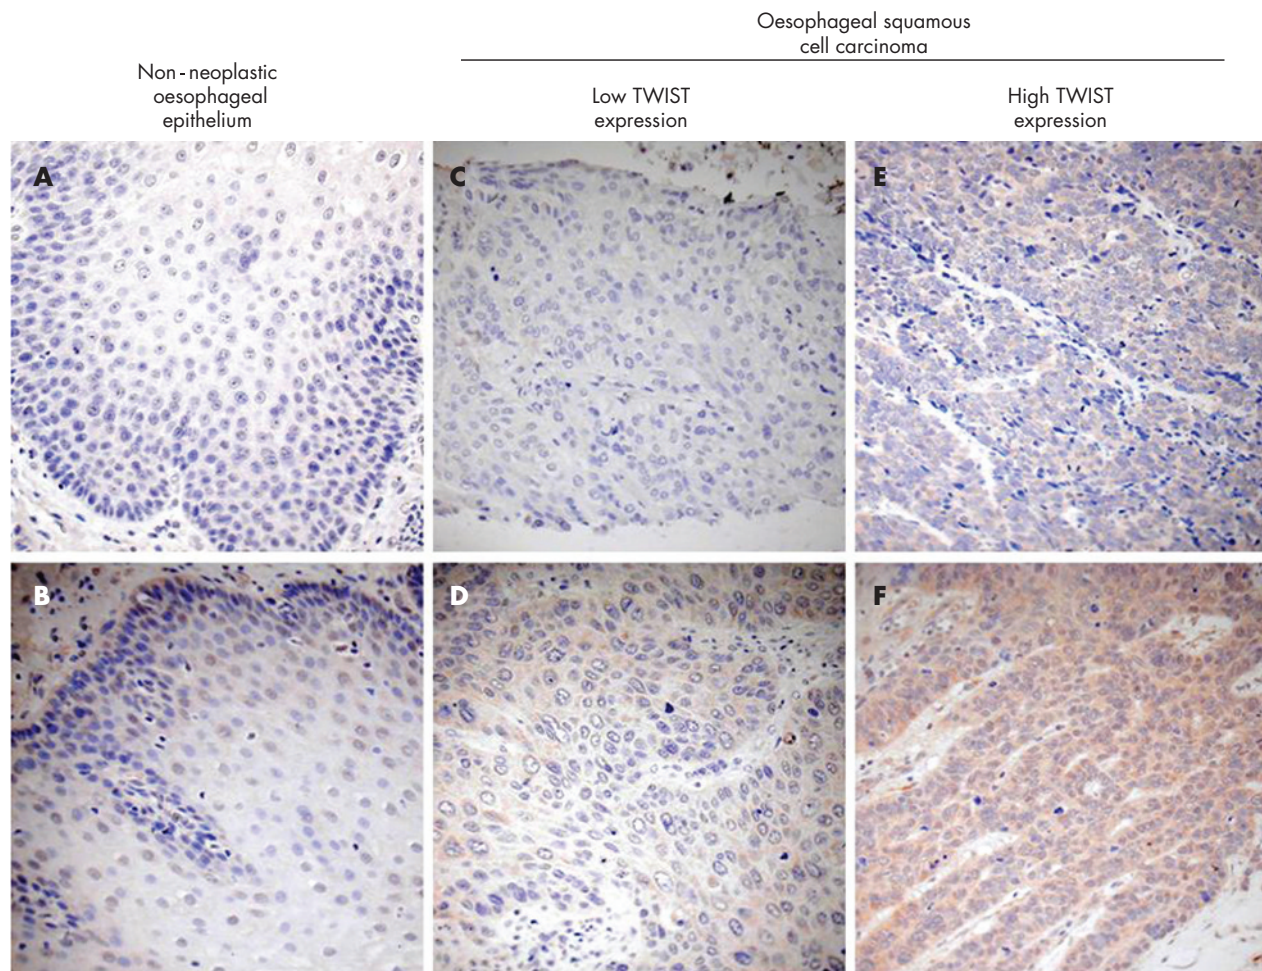 Oesophageal squamous
cell carcinoma
Non-neoplastic
oesophageal
epithelium
Low TWIST
expression
High TWIST
expression
A
C
E
B
D
F